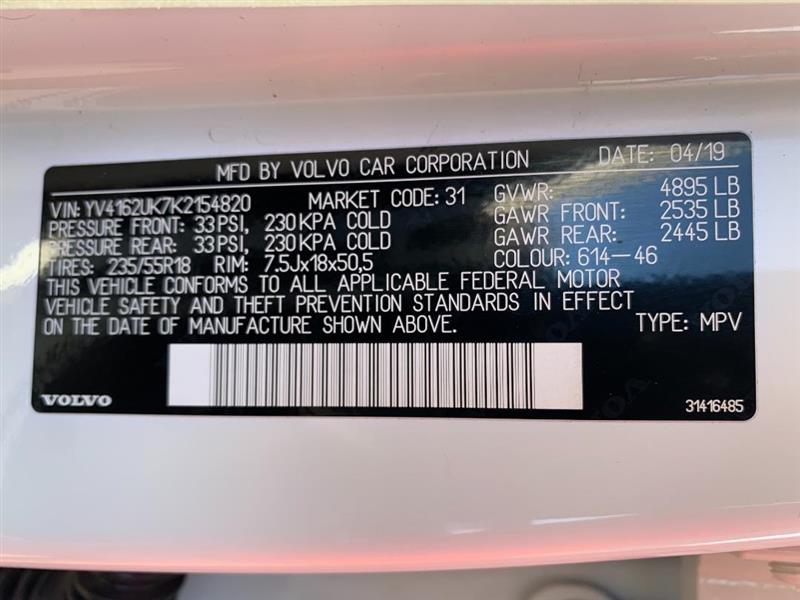 MFD BY VOLVO CAR CORPORATION DATE: 04/19
VIN: YV4162UK7K2154820 MARKET CODE: 31 GVWR: 4895 LB
PRESSURE FRONT: 33 PSI, 230 KPA COLD GAWR FRONT: 2535 LB
PRESSURE REAR: 33 PSI, 230 KPA COLD GAWR REAR: 2445 LB
TIRES: 235/55R18 RIM: 7.5Jx18x50,5 COLOUR: 614-46
THIS VEHICLE CONFORMS TO ALL APPLICABLE FEDERAL MOTOR
VEHICLE SAFETY AND THEFT PREVENTION STANDARDS IN EFFECT
ON THE DATE OF MANUFACTURE SHOWN ABOVE. TYPE: MPV
VOLVO 31416485